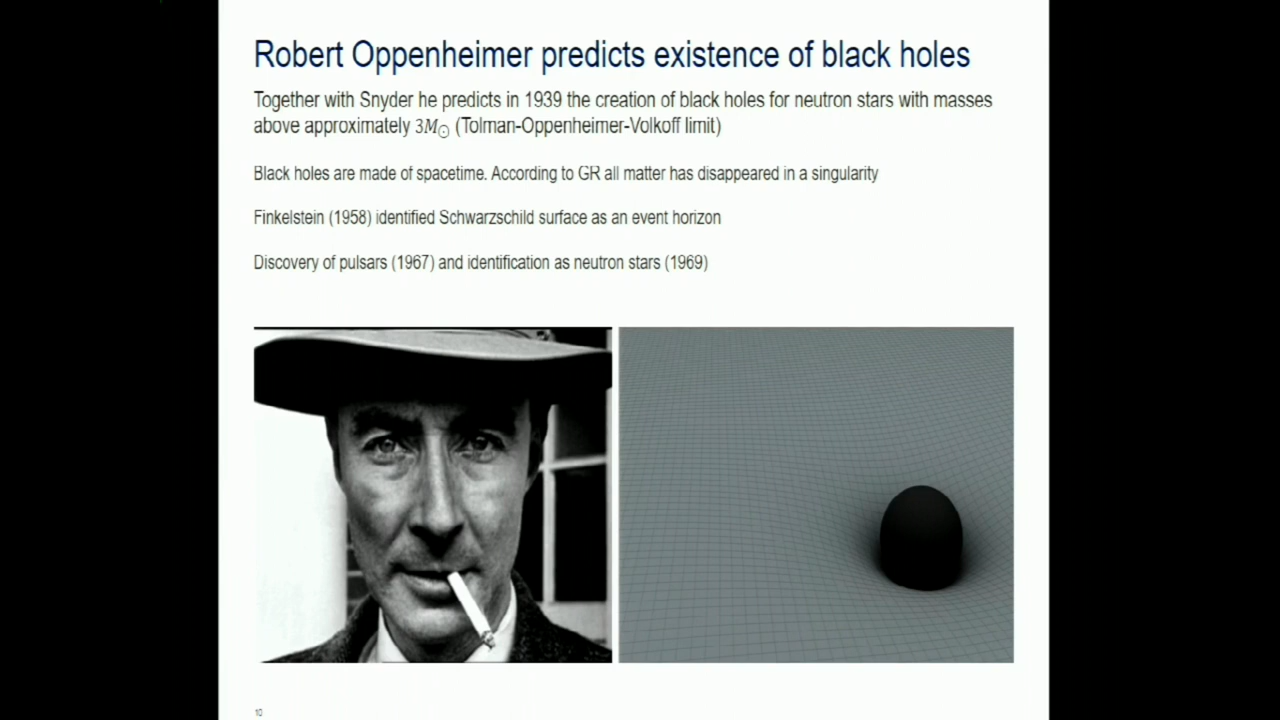 Robert Oppenheimer predicts existence of black holes
Together with Snyder he predicts in 1939 the creation of black holes for neutron stars with masses
above approximately 3M☉ (Tolman-Oppenheimer-Volkoff limit)
Black holes are made of spacetime. According to GR all matter has disappeared in a singularity
Finkelstein (1958) identified Schwarzschild surface as an event horizon
Discovery of pulsars (1967) and identification as neutron stars (1969)
10